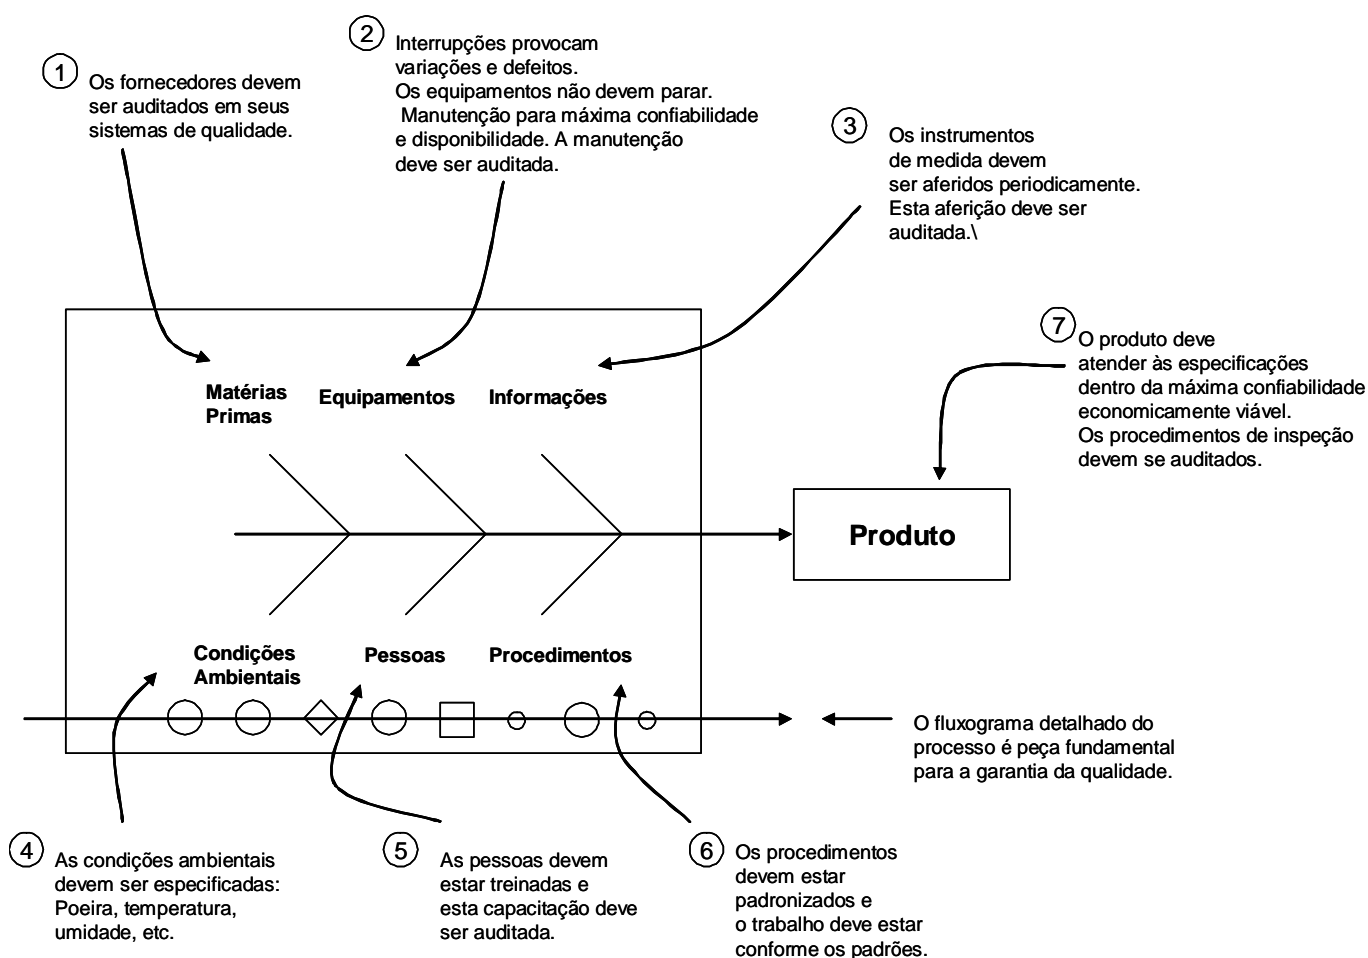 1
Os fornecedores devem
ser auditados em seus
sistemas de qualidade.
2
Interrupções provocam
variações e defeitos.
Os equipamentos não devem parar.
Manutenção para máxima confiabilidade
e disponibilidade. A manutenção
deve ser auditada.
3
Os instrumentos
de medida devem
ser aferidos periodicamente.
Esta aferição deve ser
auditada.\
7
O produto deve
atender às especificações
dentro da máxima confiabilidade
economicamente viável.
Os procedimentos de inspeção
devem se auditados.
Matérias
Primas
Equipamentos
Informações
Produto
Condições
Ambientais
Pessoas
Procedimentos
O fluxograma detalhado do
processo é peça fundamental
para a garantia da qualidade.
4
As condições ambientais
devem ser especificadas:
Poeira, temperatura,
umidade, etc.
5
As pessoas devem
estar treinadas e
esta capacitação deve
ser auditada.
6
Os procedimentos
devem estar
padronizados e
o trabalho deve estar
conforme os padrões.